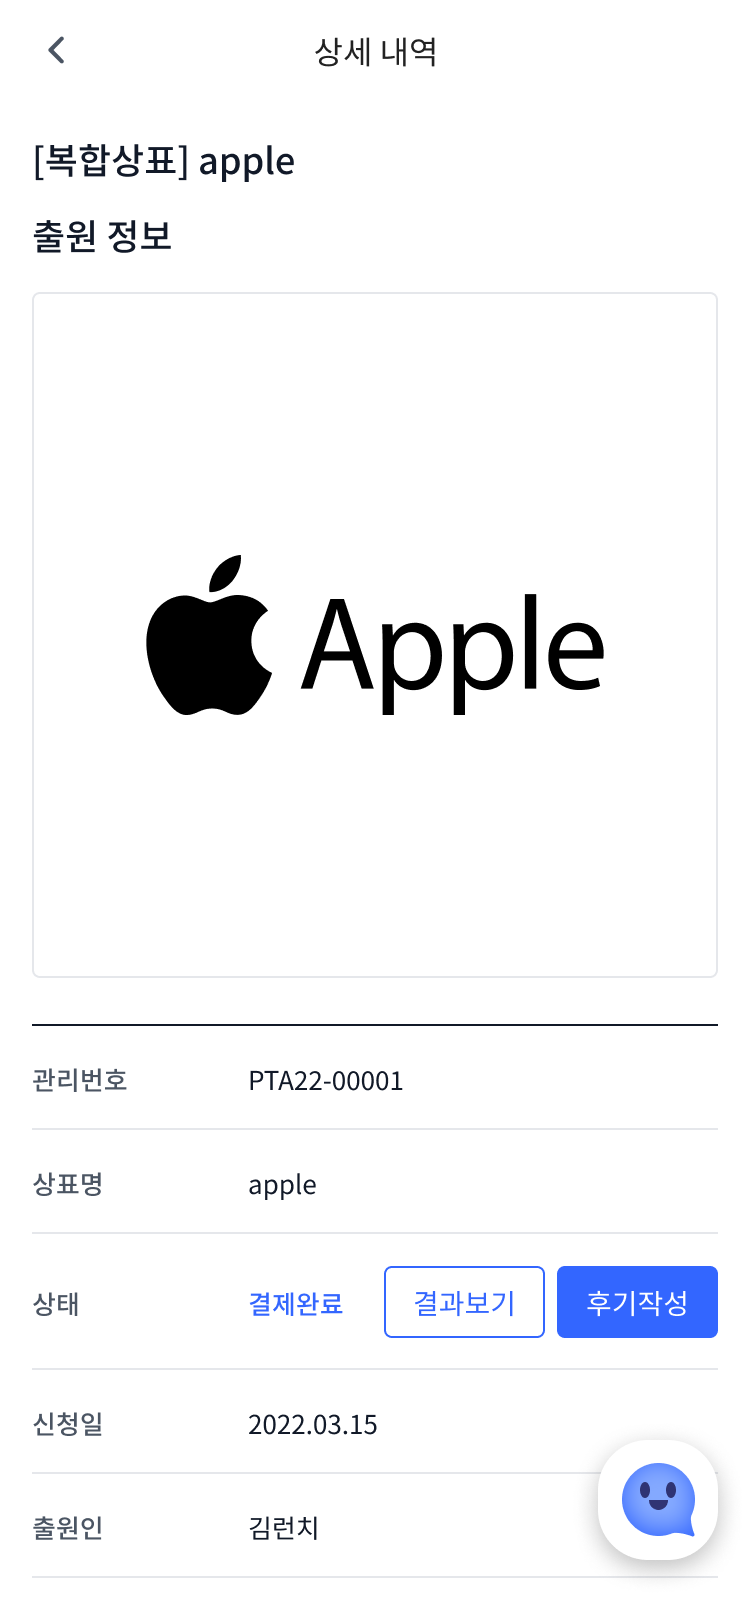 상세 내역
[복합상표] apple
출원 정보
Apple
관리번호 PTA22-00001
상표명 apple
상태 결제완료 결과보기 후기작성
신청일 2022.03.15
출원인 김런치